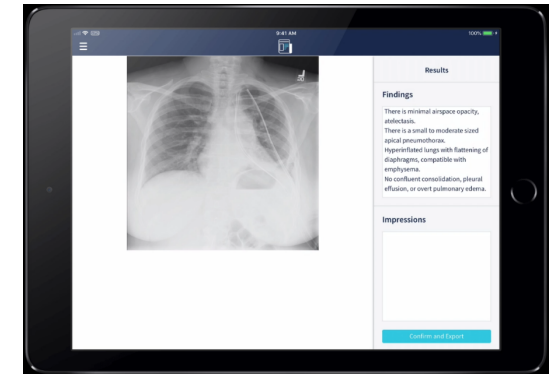 9:41 AM
100%
Results
Findings
There is minimal airspace opacity,
atelectasis.
There is a small to moderate sized
apical pneumothorax.
Hyperinflated lungs with flattening of
diaphragms, compatible with
emphysema.
No confluent consolidation, pleural
effusion, or overt pulmonary edema.
Impressions
Confirm and Export